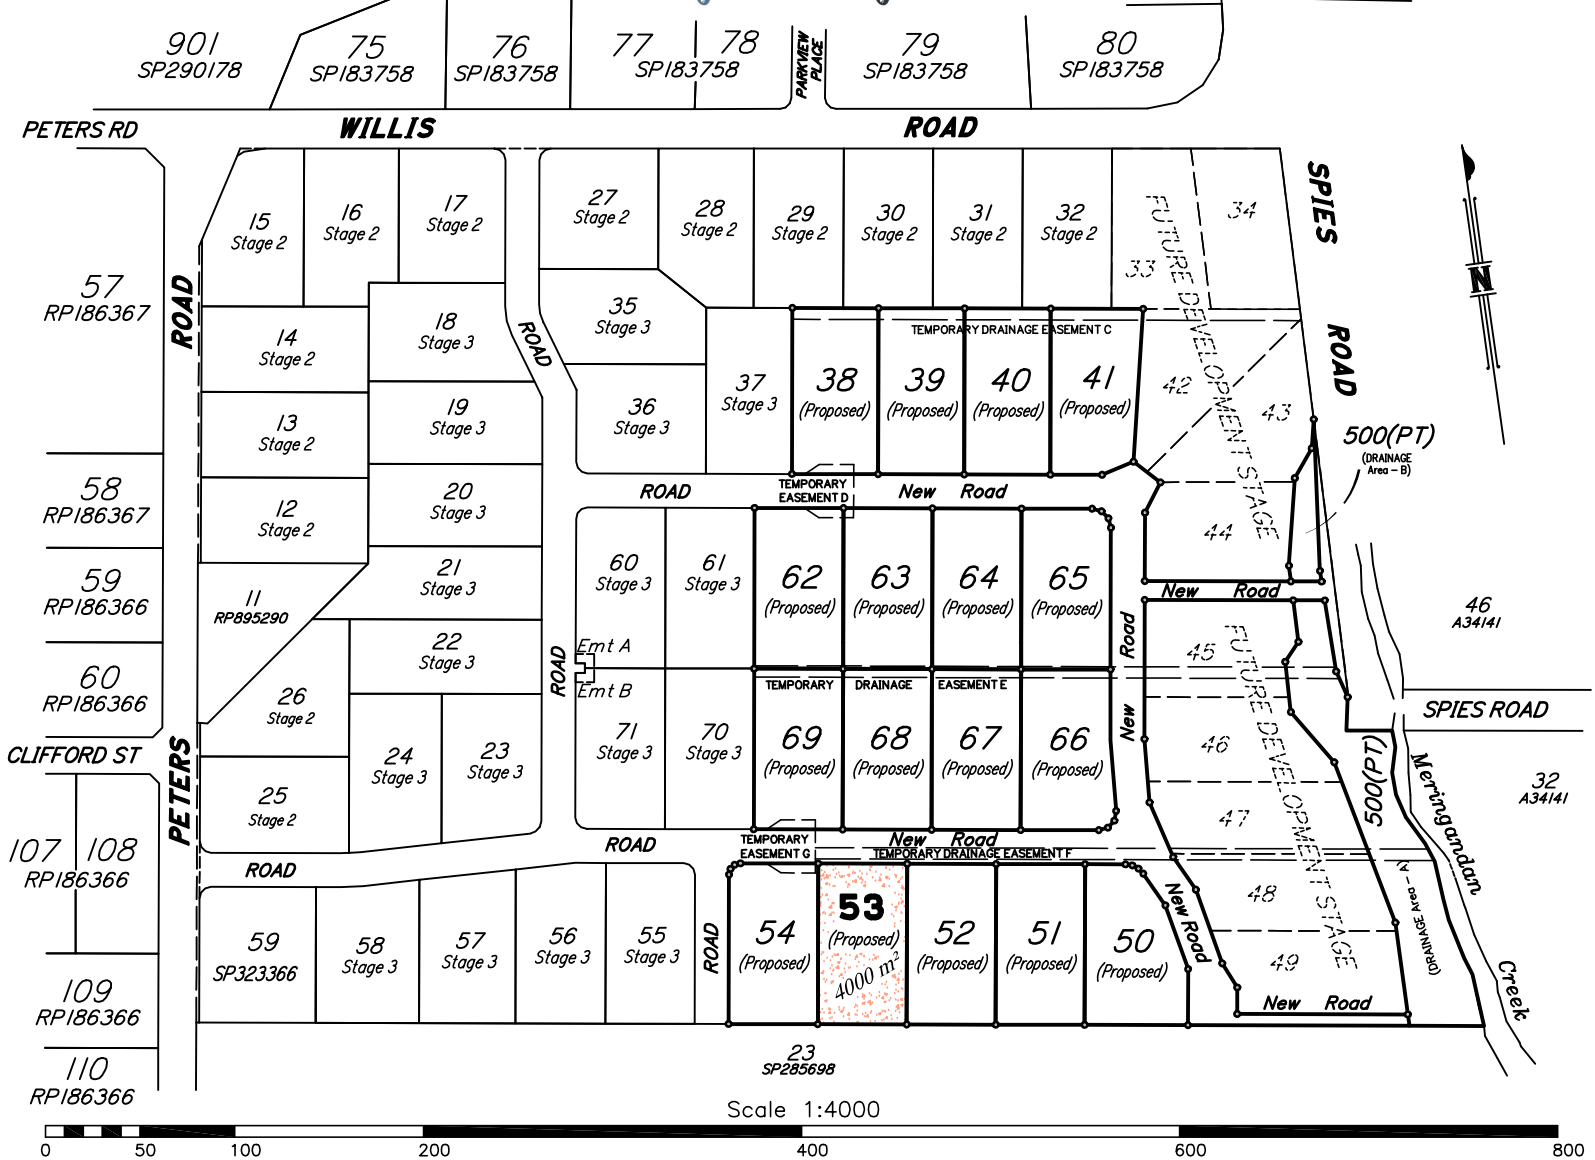 901
SP290178
75
SP183758
76
SP183758
77 78
SP183758
PARKVIEW
PLACE
79
SP183758
80
SP183758
PETERS RD
WILLIS ROAD
SPIES ROAD
N
15
Stage 2
16
Stage 2
17
Stage 2
27
Stage 2
28
Stage 2
29
Stage 2
30
Stage 2
31
Stage 2
32
Stage 2
33
34
FUTURE DEVELOPMENT STAGE
57
RP186367
PETERS ROAD
14
Stage 2
18
Stage 3
ROAD
35
Stage 3
TEMPORARY DRAINAGE EASEMENT C
13
Stage 2
19
Stage 3
36
Stage 3
37
Stage 3
38
(Proposed)
39
(Proposed)
40
(Proposed)
41
(Proposed)
42
43
500(PT)
(DRAINAGE
Area - B)
58
RP186367
12
Stage 2
20
Stage 3
ROAD
TEMPORARY
EASEMENT D
New Road
44
59
RP186366
11
RP895290
21
Stage 3
60
Stage 3
61
Stage 3
62
(Proposed)
63
(Proposed)
64
(Proposed)
65
(Proposed)
New Road
New Road
46
A34141
60
RP186366
22
Stage 3
ROAD
Emt A
Emt B
45
26
Stage 2
TEMPORARY DRAINAGE EASEMENT E
SPIES ROAD
CLIFFORD ST
24
Stage 3
23
Stage 3
71
Stage 3
70
Stage 3
69
(Proposed)
68
(Proposed)
67
(Proposed)
66
(Proposed)
46
FUTURE DEVELOPMENT STAGE
500(PT)
Meringandan
Creek
32
A34141
25
Stage 2
47
107 108
RP186366
ROAD
ROAD
TEMPORARY
EASEMENT G
New Road
TEMPORARY DRAINAGE EASEMENT F
New Road
48
(DRAINAGE Area - A)
59
SP323366
58
Stage 3
57
Stage 3
56
Stage 3
55
Stage 3
ROAD
54
(Proposed)
53
(Proposed)
4000 m²
52
(Proposed)
51
(Proposed)
50
(Proposed)
49
New Road
109
RP186366
110
RP186366
23
SP285698
Scale 1:4000
0 50 100 200 400 600 800